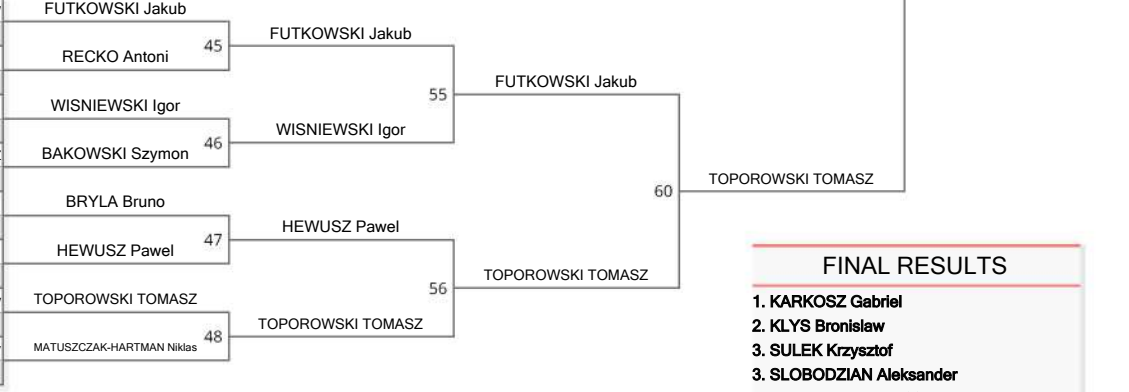 FUTKOWSKI Jakub
45
RECKO Antoni
FUTKOWSKI Jakub
WISNIEWSKI Igor
46
BAKOWSKI Szymon
55
WISNIEWSKI Igor
FUTKOWSKI Jakub
BRYLA Bruno
47
HEWUSZ Pawel
HEWUSZ Pawel
TOPOROWSKI TOMASZ
48
MATUSZCZAK-HARTMAN Niklas
56
TOPOROWSKI TOMASZ
TOPOROWSKI TOMASZ
60
TOPOROWSKI TOMASZ
FINAL RESULTS
1. KARKOSZ Gabriel
2. KLYS Bronislaw
3. SULEK Krzysztof
3. SLOBODZIAN Aleksander